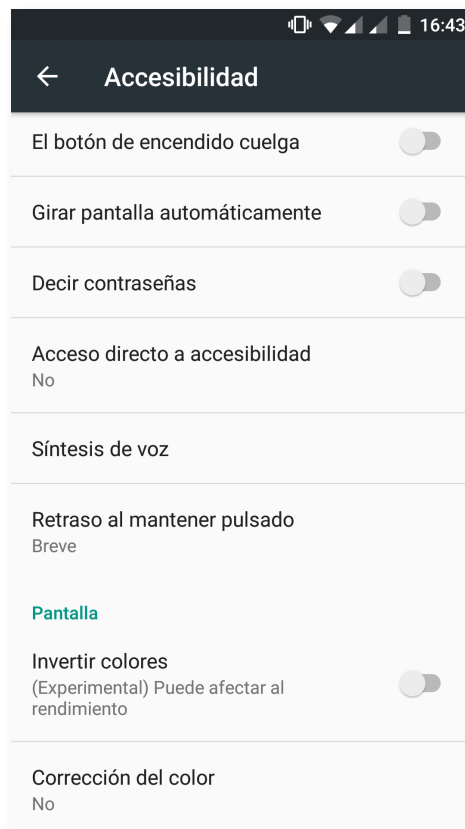 16:43
Accesibilidad
El botón de encendido cuelga
Girar pantalla automáticamente
Decir contraseñas
Acceso directo a accesibilidad
No
Síntesis de voz
Retraso al mantener pulsado
Breve
Pantalla
Invertir colores
(Experimental) Puede afectar al
rendimiento
Corrección del color
No